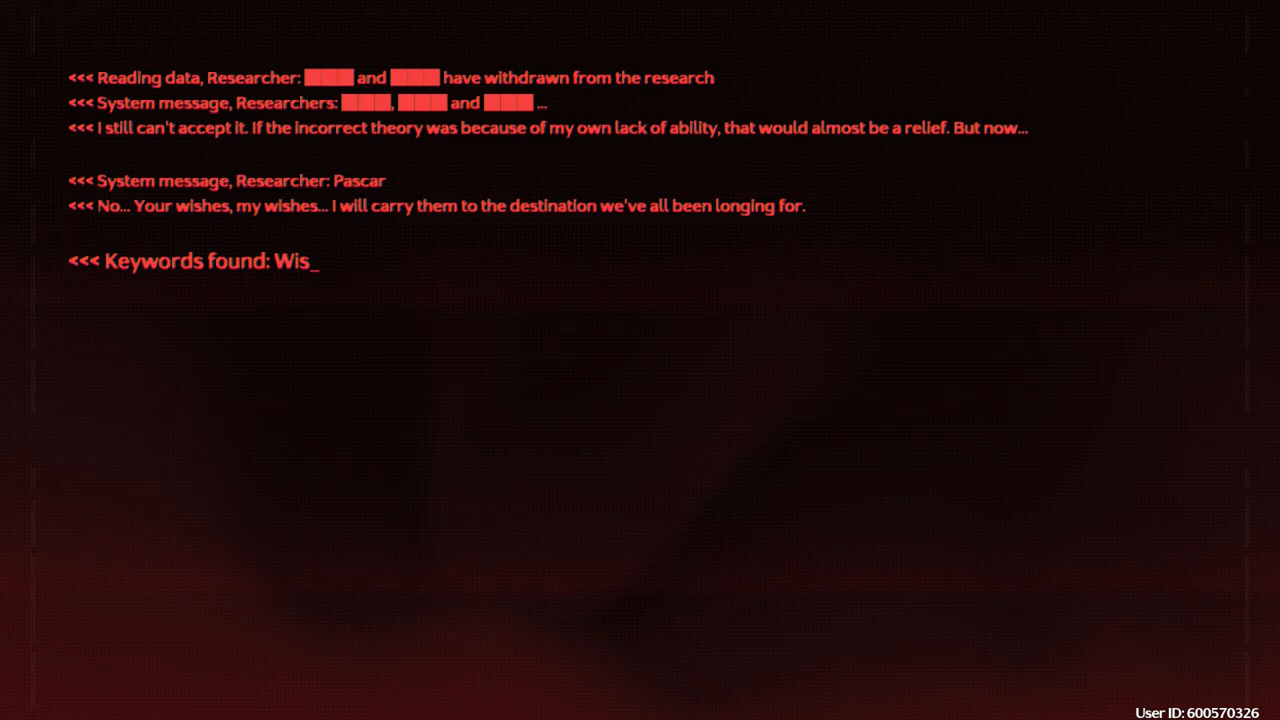 <<< Reading data, Researcher: ████ and ████ have withdrawn from the research
<<< System message, Researchers: ████, ████ and ████ ...
<<< I still can't accept it. If the incorrect theory was because of my own lack of ability, that would almost be a relief. But now...
<<< System message, Researcher: Pascar
<<< No... Your wishes, my wishes... I will carry them to the destination we've all been longing for.
<<< Keywords found: Wis_
User ID: 600570326